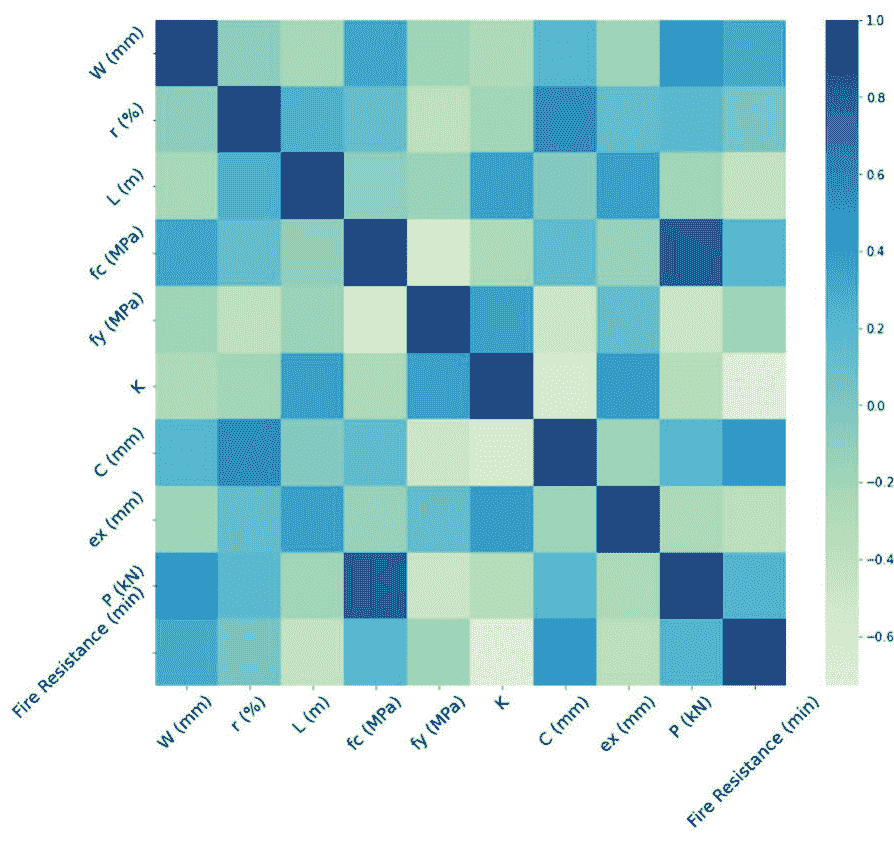 W (mm)
r (%)
L (m)
fc (MPa)
fy (MPa)
K
C (mm)
ex (mm)
P (kN)
Fire Resistance (min)
W (mm)
r (%)
L (m)
fc (MPa)
fy (MPa)
K
C (mm)
ex (mm)
P (kN)
Fire Resistance (min)
1.0
0.8
0.6
0.4
0.2
0.0
−0.2
−0.4
−0.6